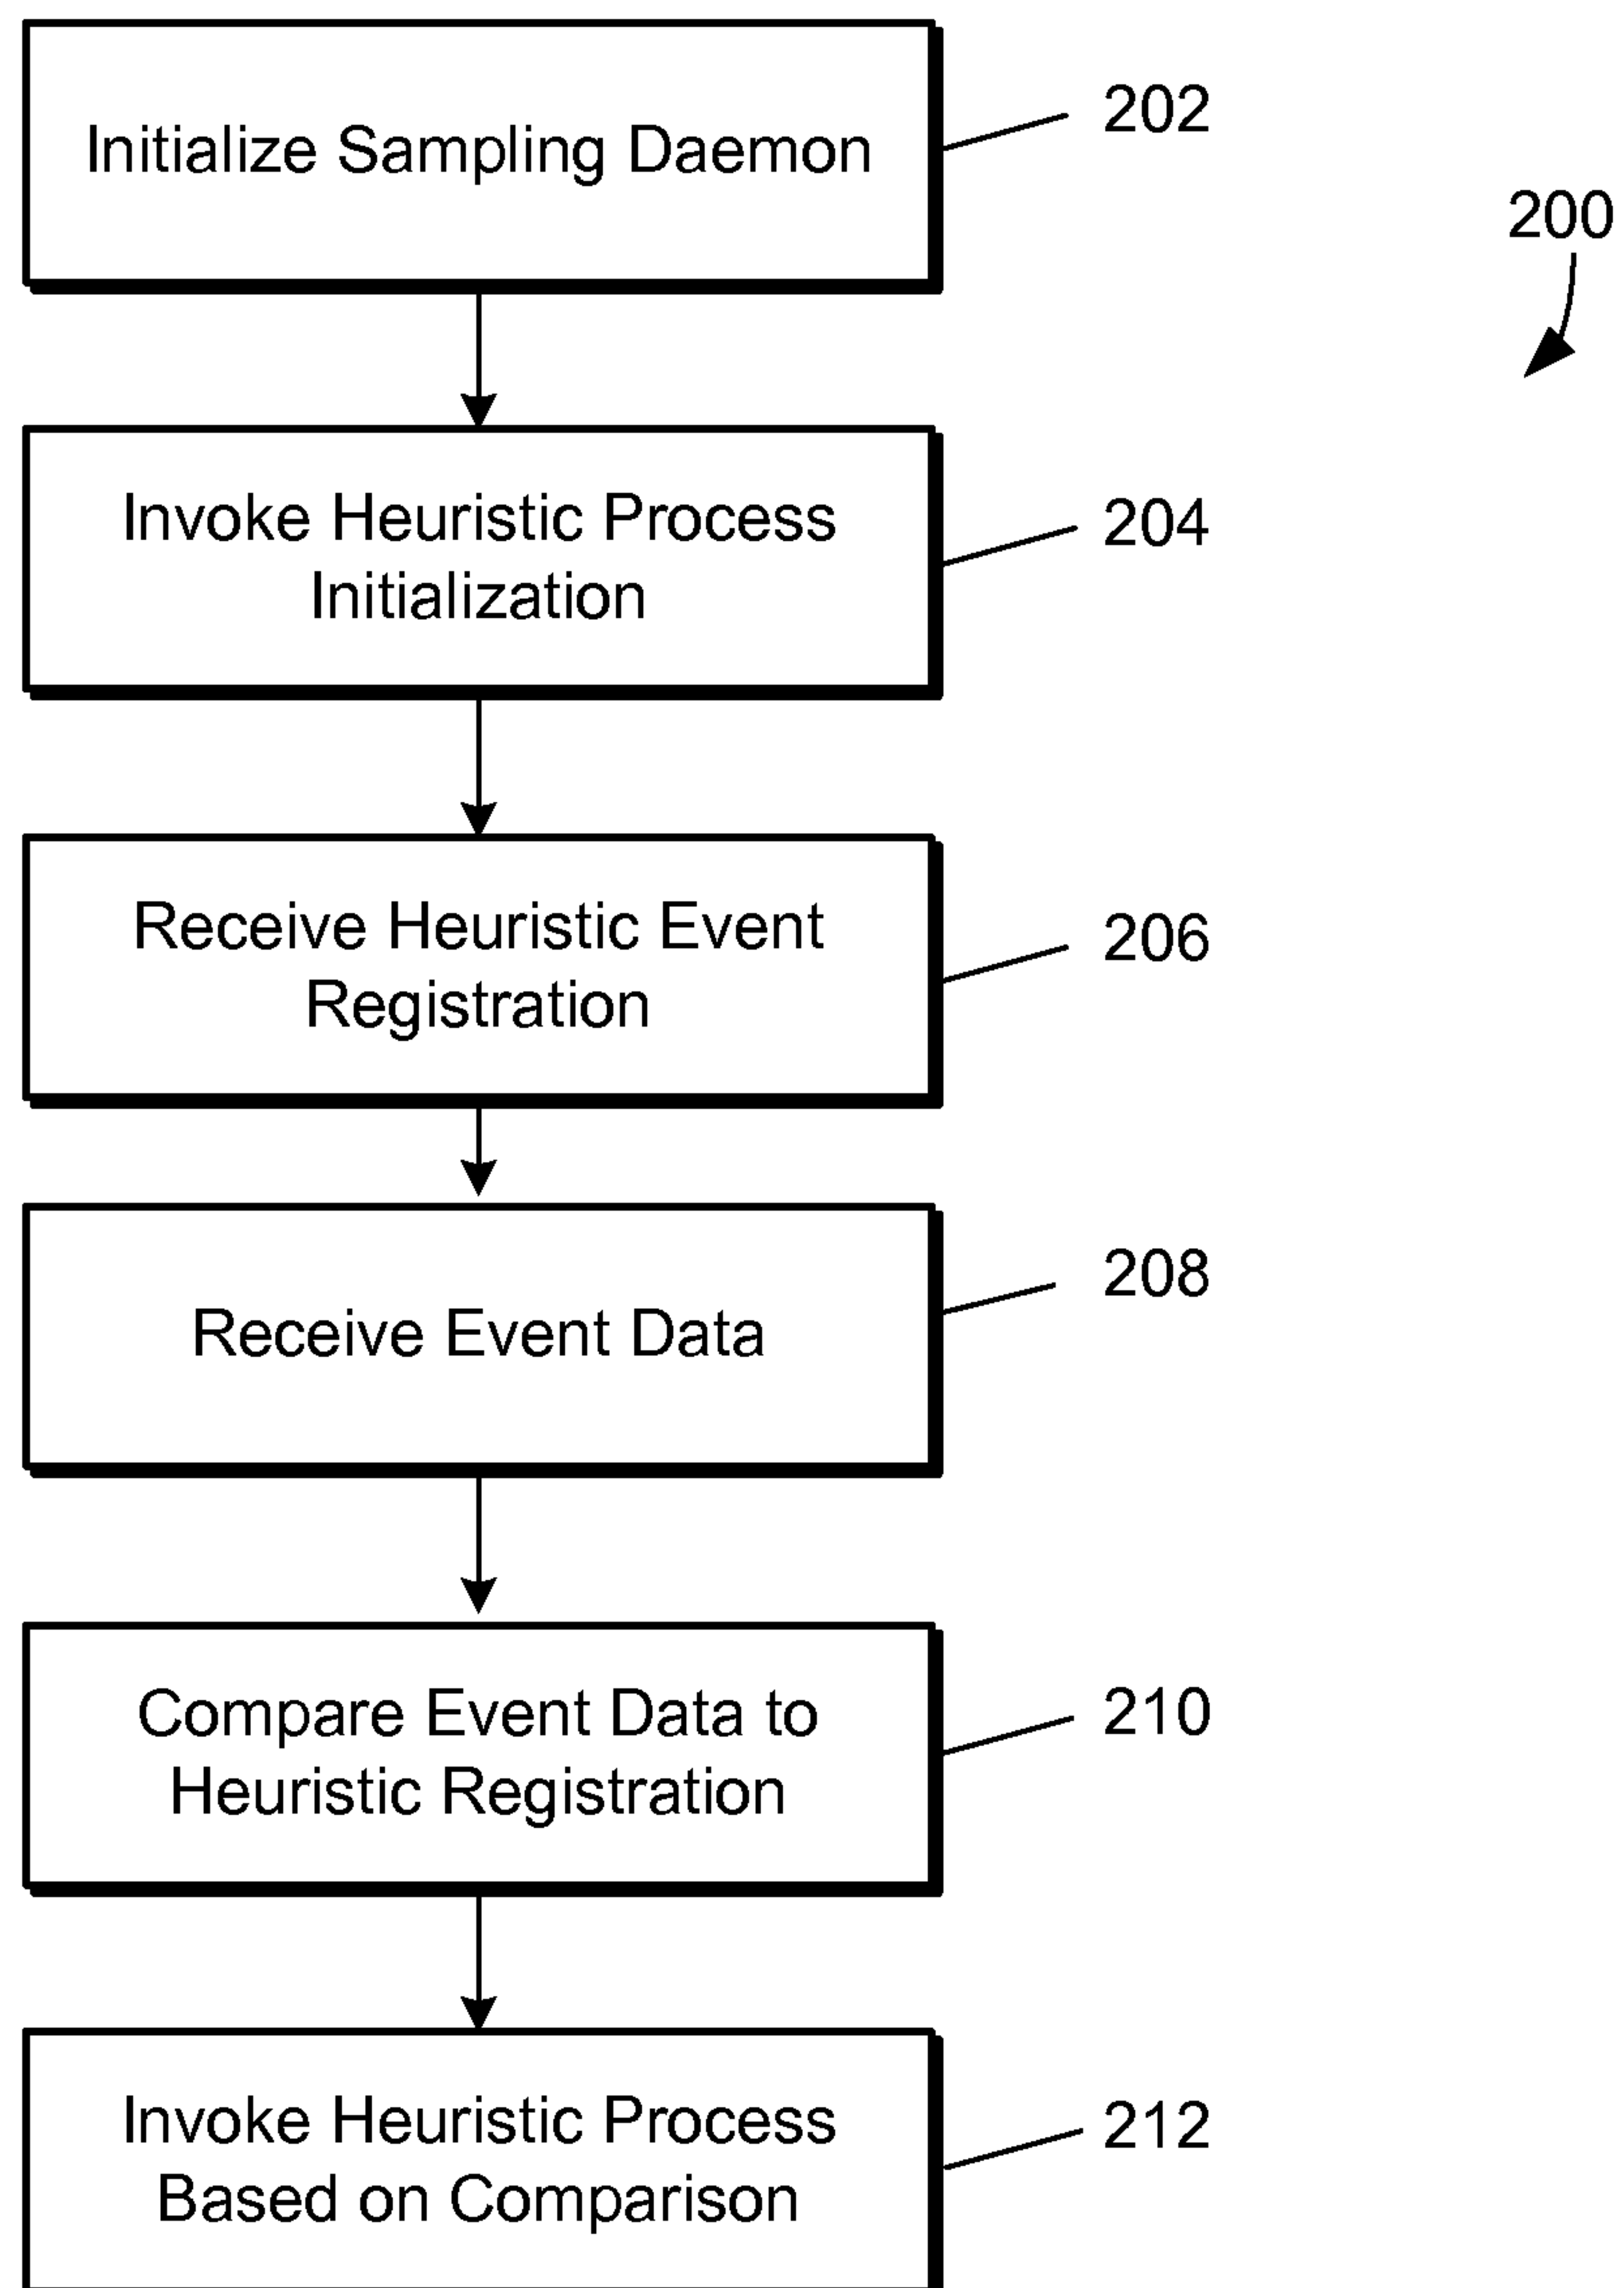 Initialize Sampling Daemon
202
200
Invoke Heuristic Process
Initialization
204
Receive Heuristic Event
Registration
206
Receive Event Data
208
Compare Event Data to
Heuristic Registration
210
Invoke Heuristic Process
Based on Comparison
212